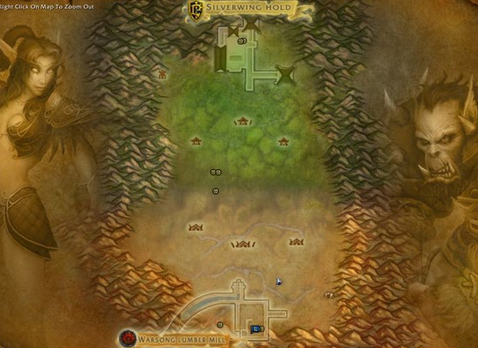 Right Click On Map To Zoom Out
Silverwing Hold
Warsong Lumber Mill